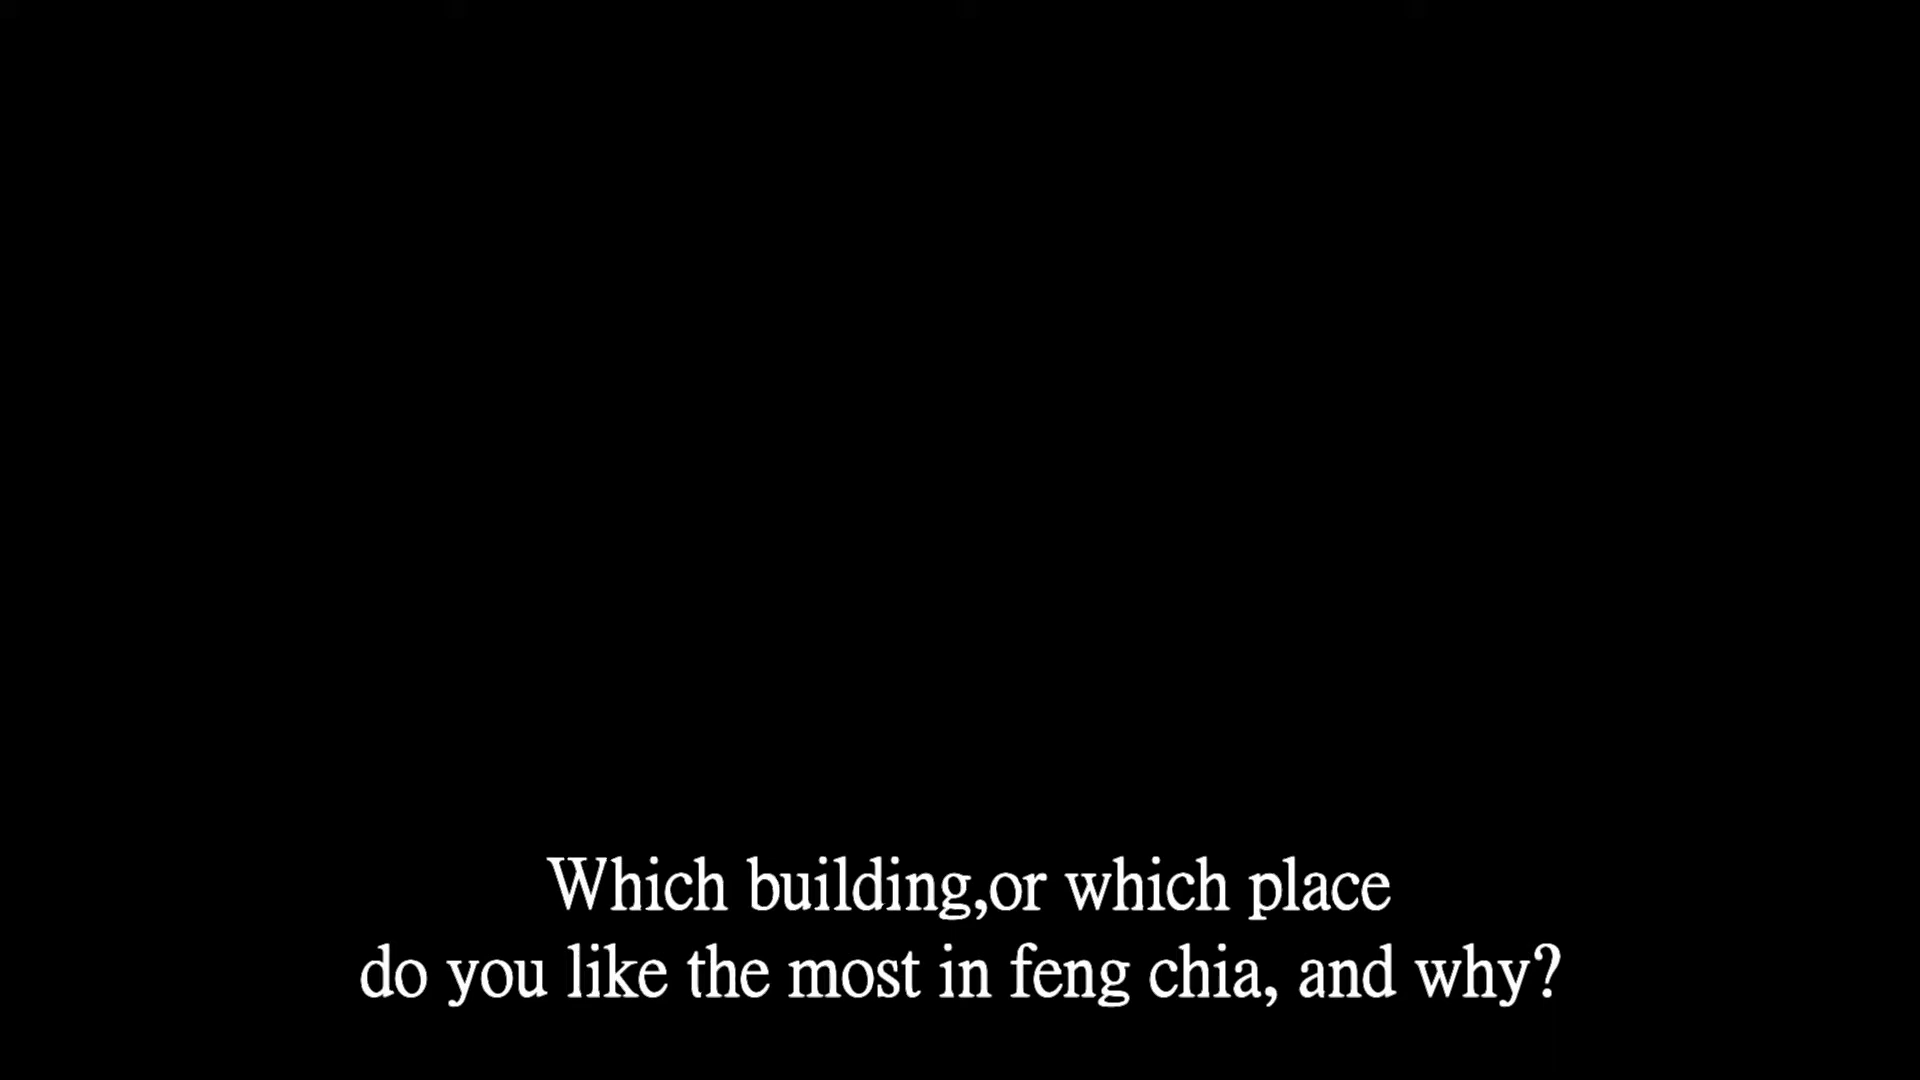 Which building,or which place
do you like the most in feng chia, and why?